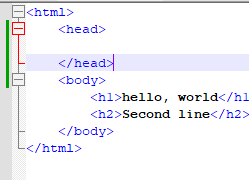 <html>
<head>
</head>
<body>
<h1>hello, world</h1
<h2>Second line</h2
</body>
</html>